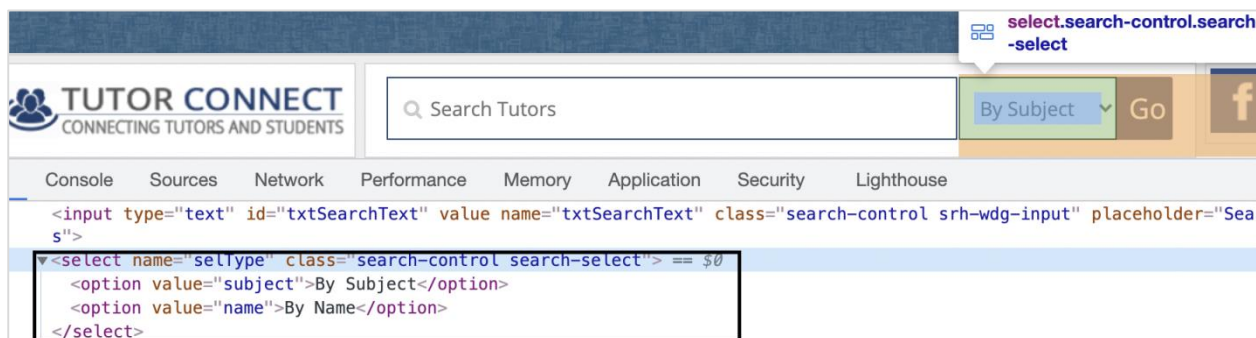 select.search-control.search
-select
TUTOR CONNECT
CONNECTING TUTORS AND STUDENTS
Search Tutors
By Subject
Go
f
Console Sources Network Performance Memory Application Security Lighthouse
<input type="text" id="txtSearchText" value name="txtSearchText" class="search-control srh-wdg-input" placeholder="Sea
s">
<select name="selType" class="search-control search-select"> == $0
<option value="subject">By Subject</option>
<option value="name">By Name</option>
</select>